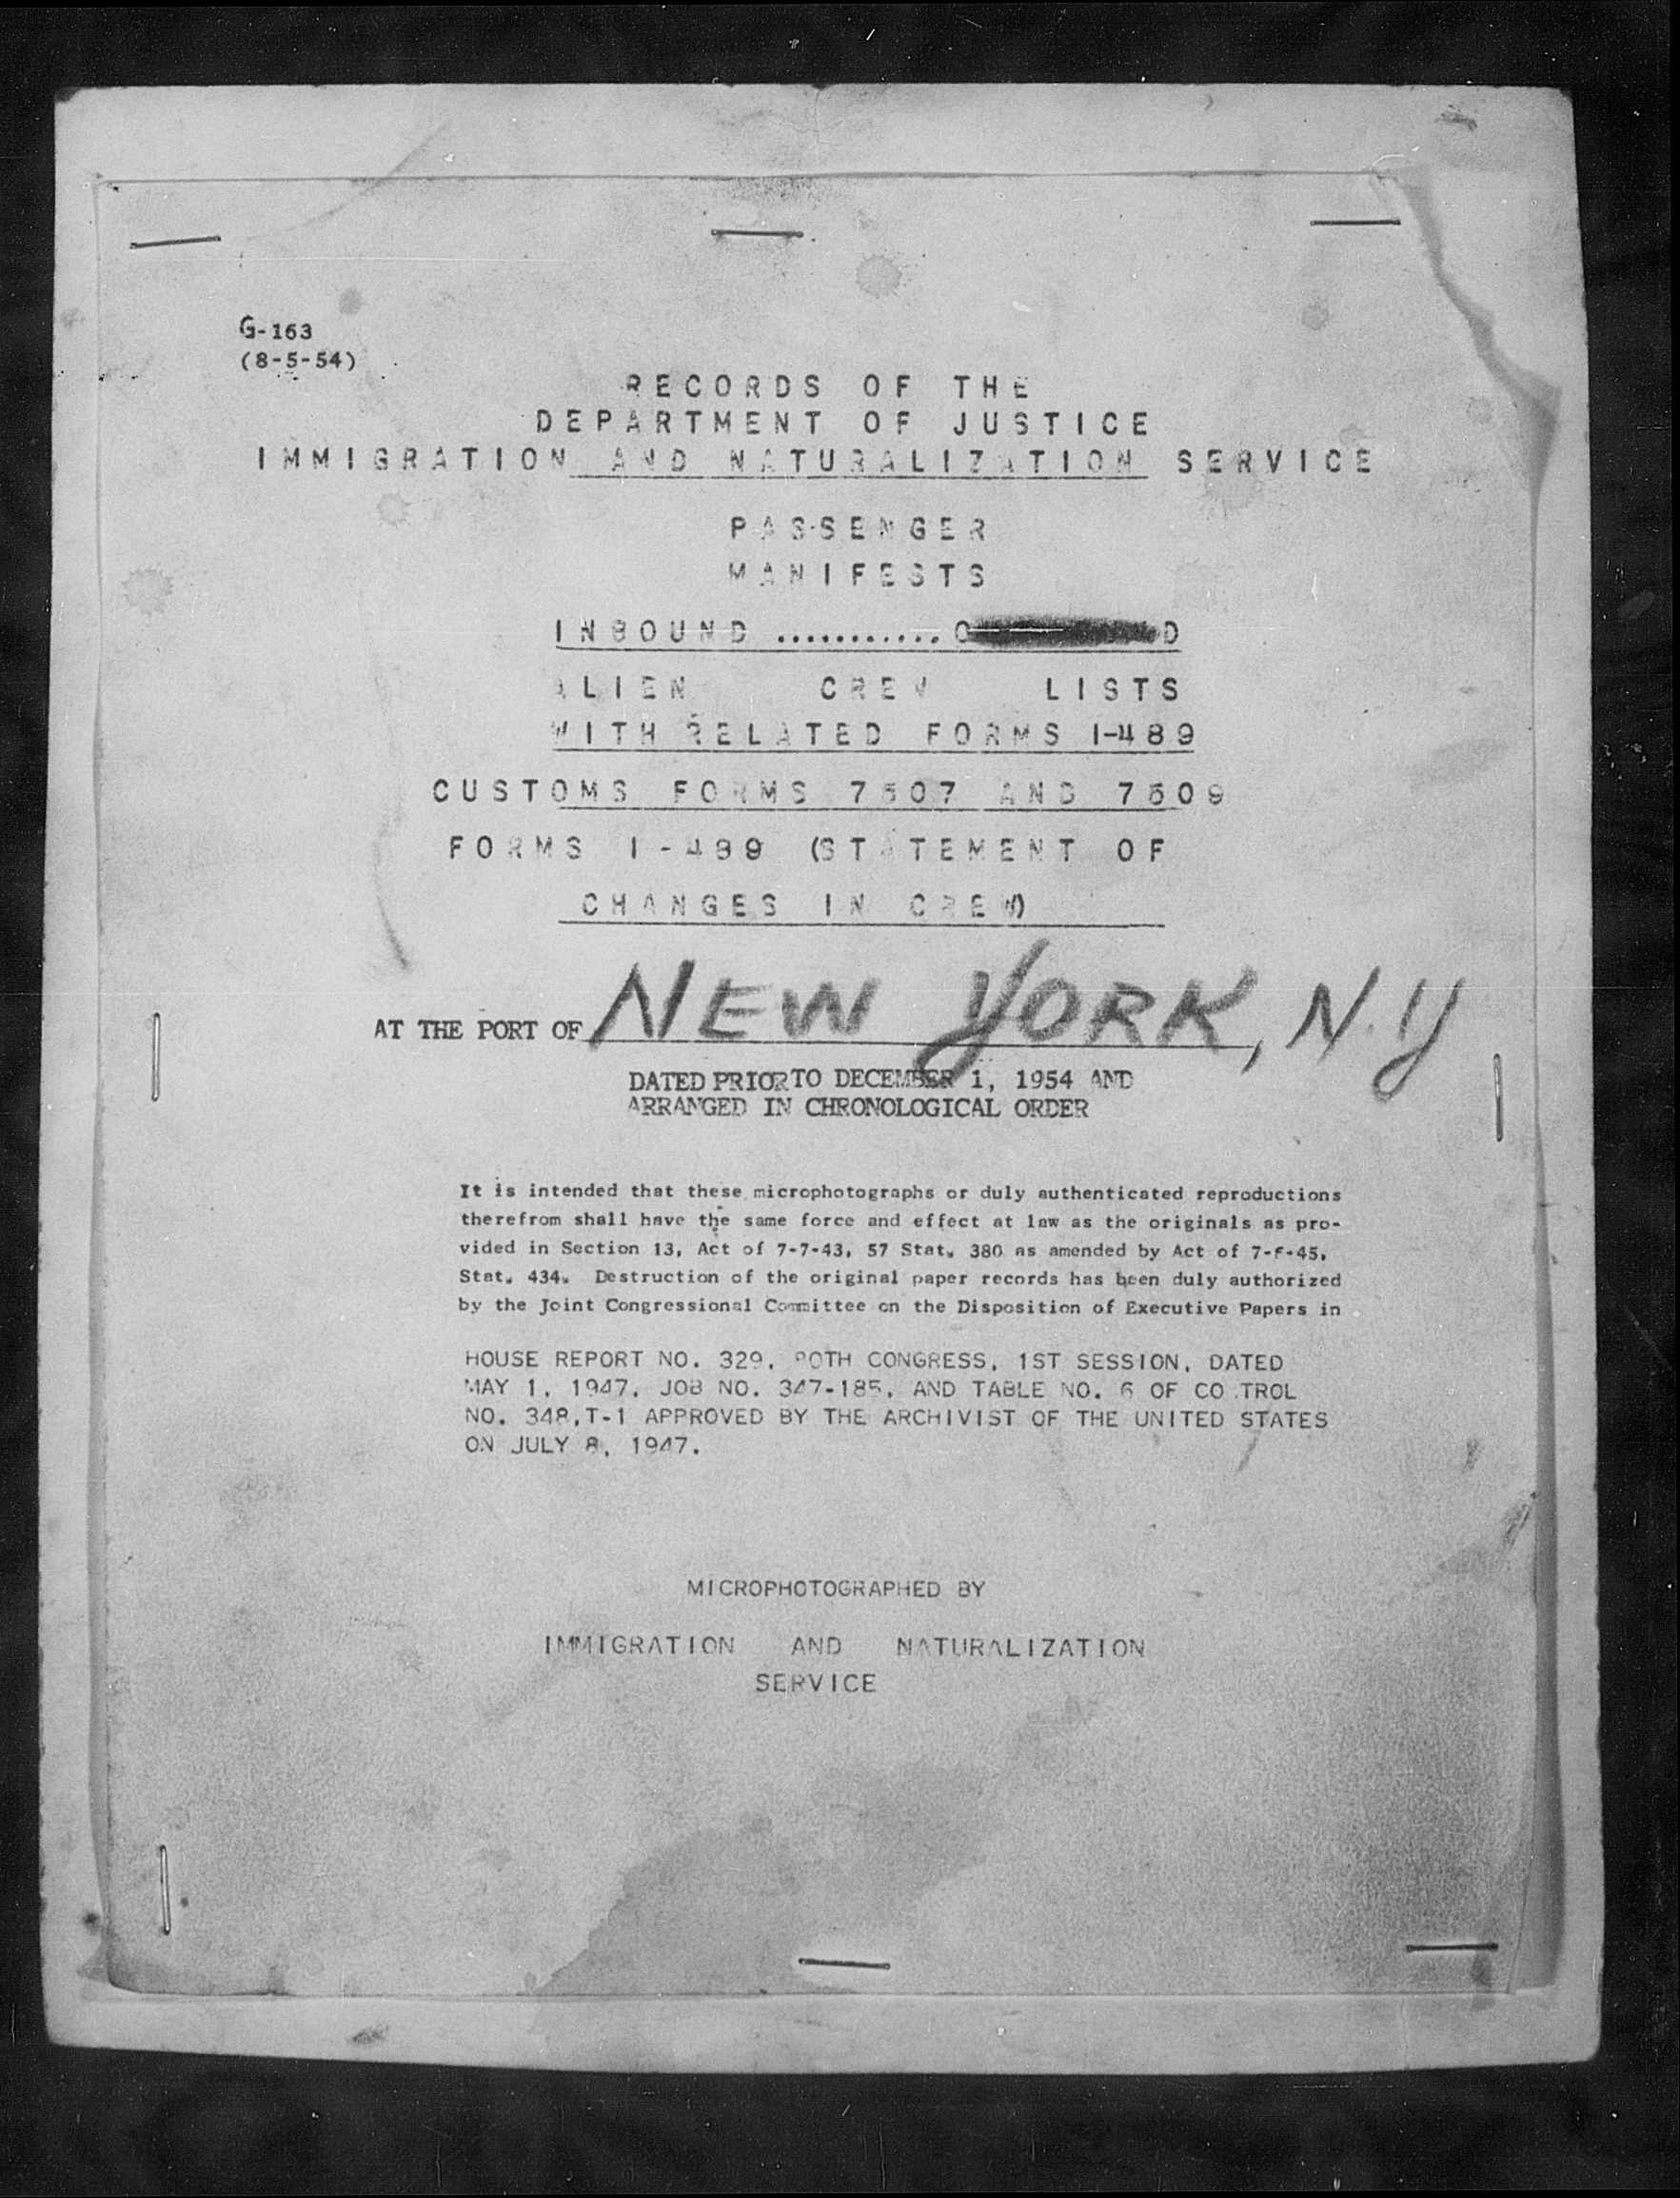 G-163
(8-5-54)
RECORDS OF THE
DEPARTMENT OF JUSTICE
IMMIGRATION AND NATURALIZATION SERVICE
PASSENGER
MANIFESTS
INBOUND ........... O D
ALIEN CREW LISTS
WITH RELATED FORMS I-489
CUSTOMS FORMS 7507 AND 7509
FORMS I-489 (STATEMENT OF
CHANGES IN CREW)
AT THE PORT OF NEW YORK, N.Y
DATED PRIOR TO DECEMBER 1, 1954 AND
ARRANGED IN CHRONOLOGICAL ORDER
It is intended that these microphotographs or duly authenticated reproductions
therefrom shall have the same force and effect at law as the originals as pro-
vided in Section 13, Act of 7-7-43, 57 Stat. 380 as amended by Act of
Stat. 434. Destruction of the original paper records has been duly authorized
by the Joint Congressional Committee on the Disposition of Executive Papers in
HOUSE REPORT NO. 329, 80TH CONGRESS, 1ST SESSION, DATED
MAY 1, 1947, JOB NO. 347-185, AND TABLE NO. 6 OF CO TROL
NO. 348,T-1 APPROVED BY THE ARCHIVIST OF THE UNITED STATES
ON JULY 8, 1947.
MICROPHOTOGRAPHED BY
IMMIGRATION AND NATURALIZATION
SERVICE